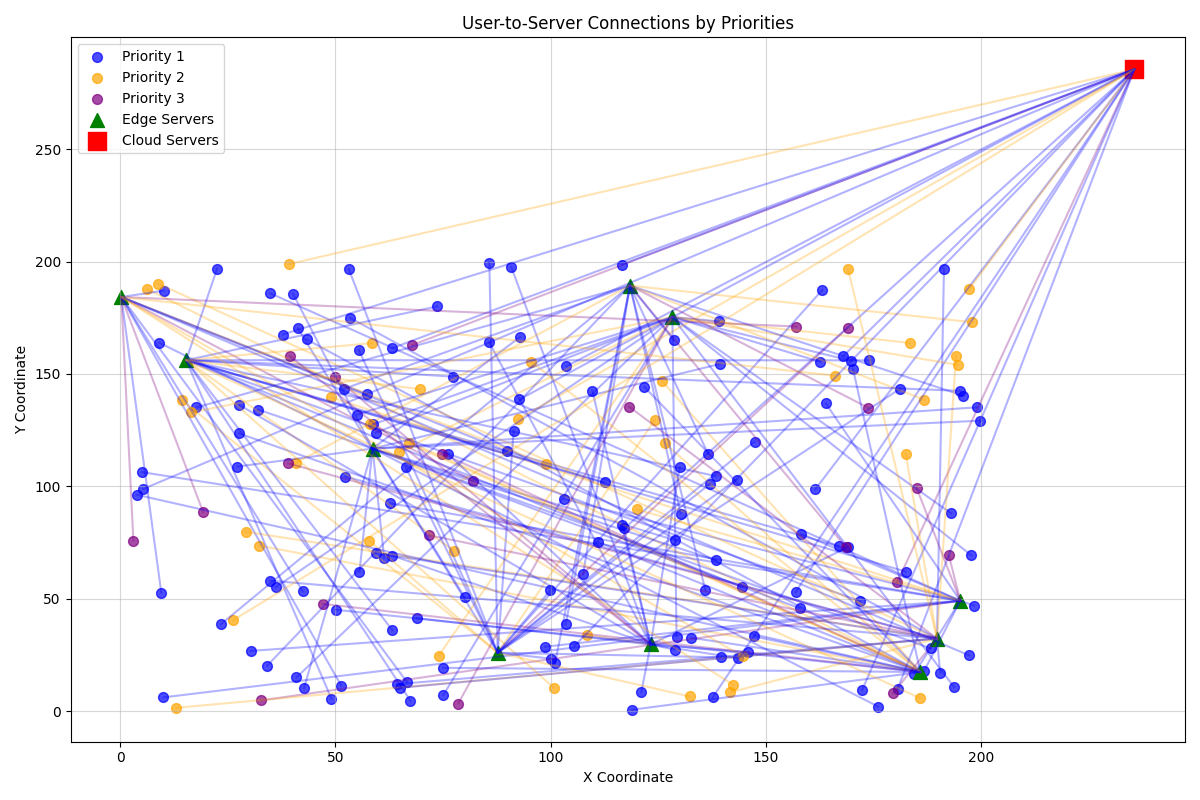 User-to-Server Connections by Priorities
Priority 1
Priority 2
Priority 3
Edge Servers
Cloud Servers
Y Coordinate
250
200
150
100
50
0
0 50 100 150 200
X Coordinate